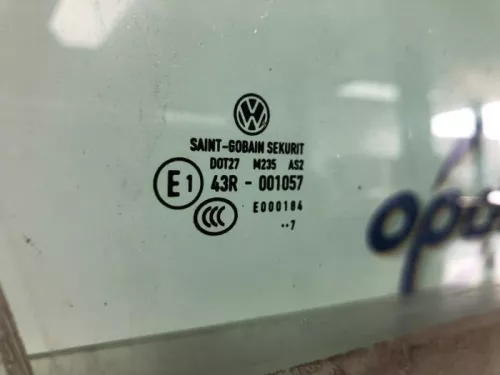 VW
SAINT-GOBAIN SEKURIT
DOT27 M235 AS2
E1 43R - 001057
CCC E000184
··7